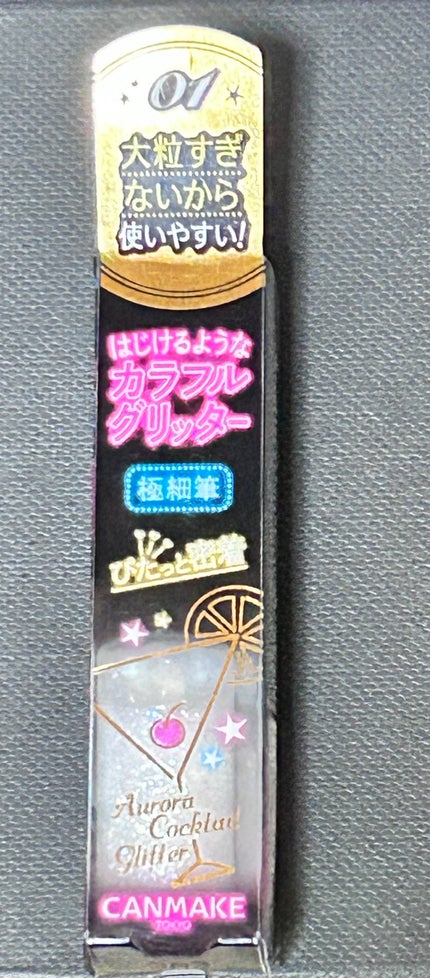 01
大粒すぎ
ないから
使いやすい!
はじけるような
カラフル
グリッター
極細筆
ぴたっと密着
Aurora
Cocktail
Glitter
CANMAKE
TOKYO